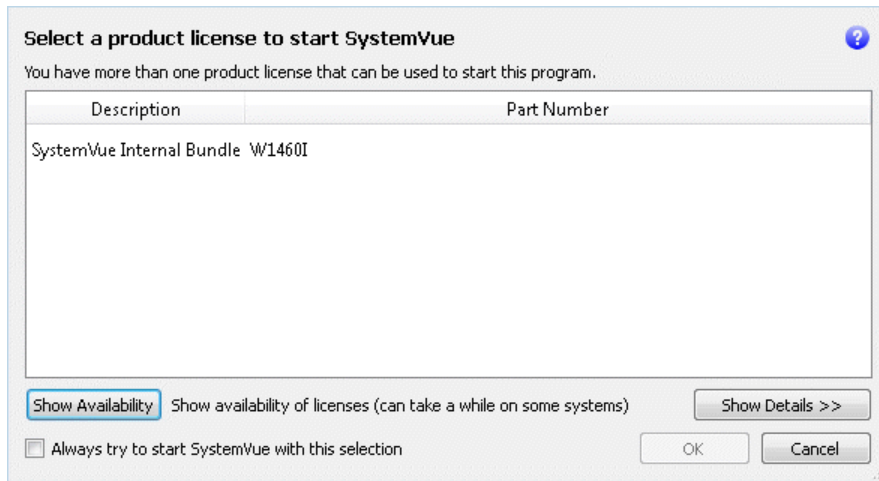 Select a product license to start SystemVue
?
You have more than one product license that can be used to start this program.
Description Part Number
SystemVue Internal Bundle W1460I
Show Availability Show availability of licenses (can take a while on some systems) Show Details >>
Always try to start SystemVue with this selection OK Cancel